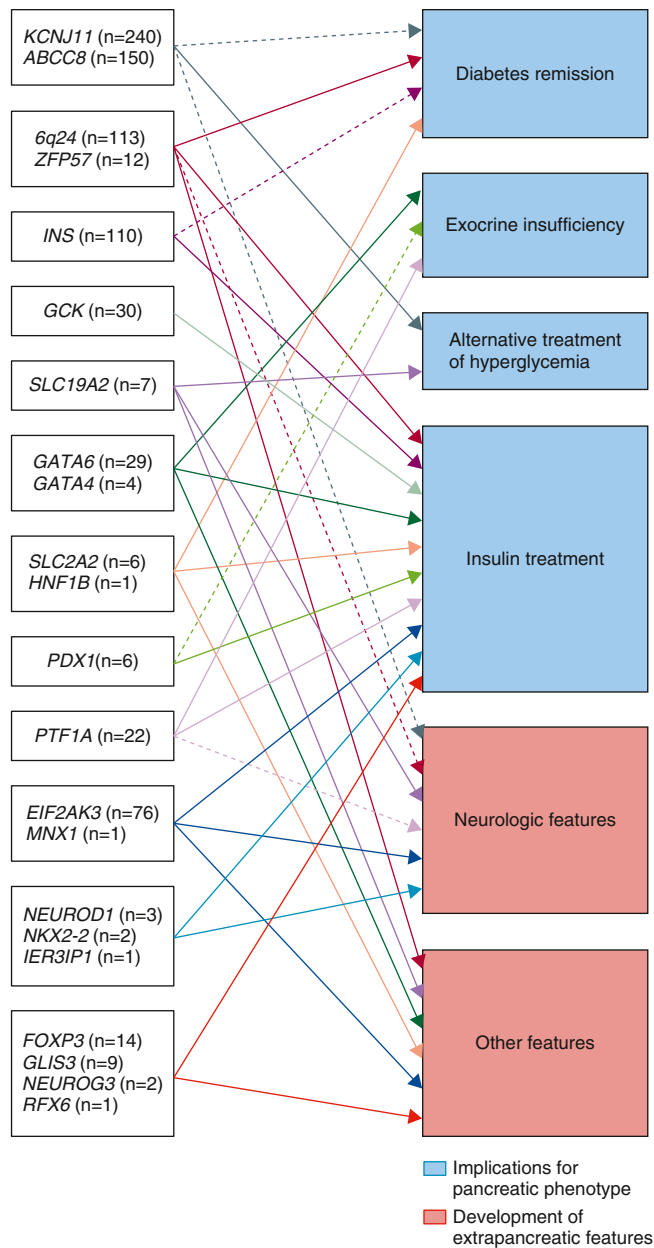 KCNJ11 (n=240)
ABCC8 (n=150)
6q24 (n=113)
ZFP57 (n=12)
INS (n=110)
GCK (n=30)
SLC19A2 (n=7)
GATA6 (n=29)
GATA4 (n=4)
SLC2A2 (n=6)
HNF1B (n=1)
PDX1(n=6)
PTF1A (n=22)
EIF2AK3 (n=76)
MNX1 (n=1)
NEUROD1 (n=3)
NKX2-2 (n=2)
IER3IP1 (n=1)
FOXP3 (n=14)
GLIS3 (n=9)
NEUROG3 (n=2)
RFX6 (n=1)
Diabetes remission
Exocrine insufficiency
Alternative treatment
of hyperglycemia
Insulin treatment
Neurologic features
Other features
Implications for
pancreatic phenotype
Development of
extrapancreatic features